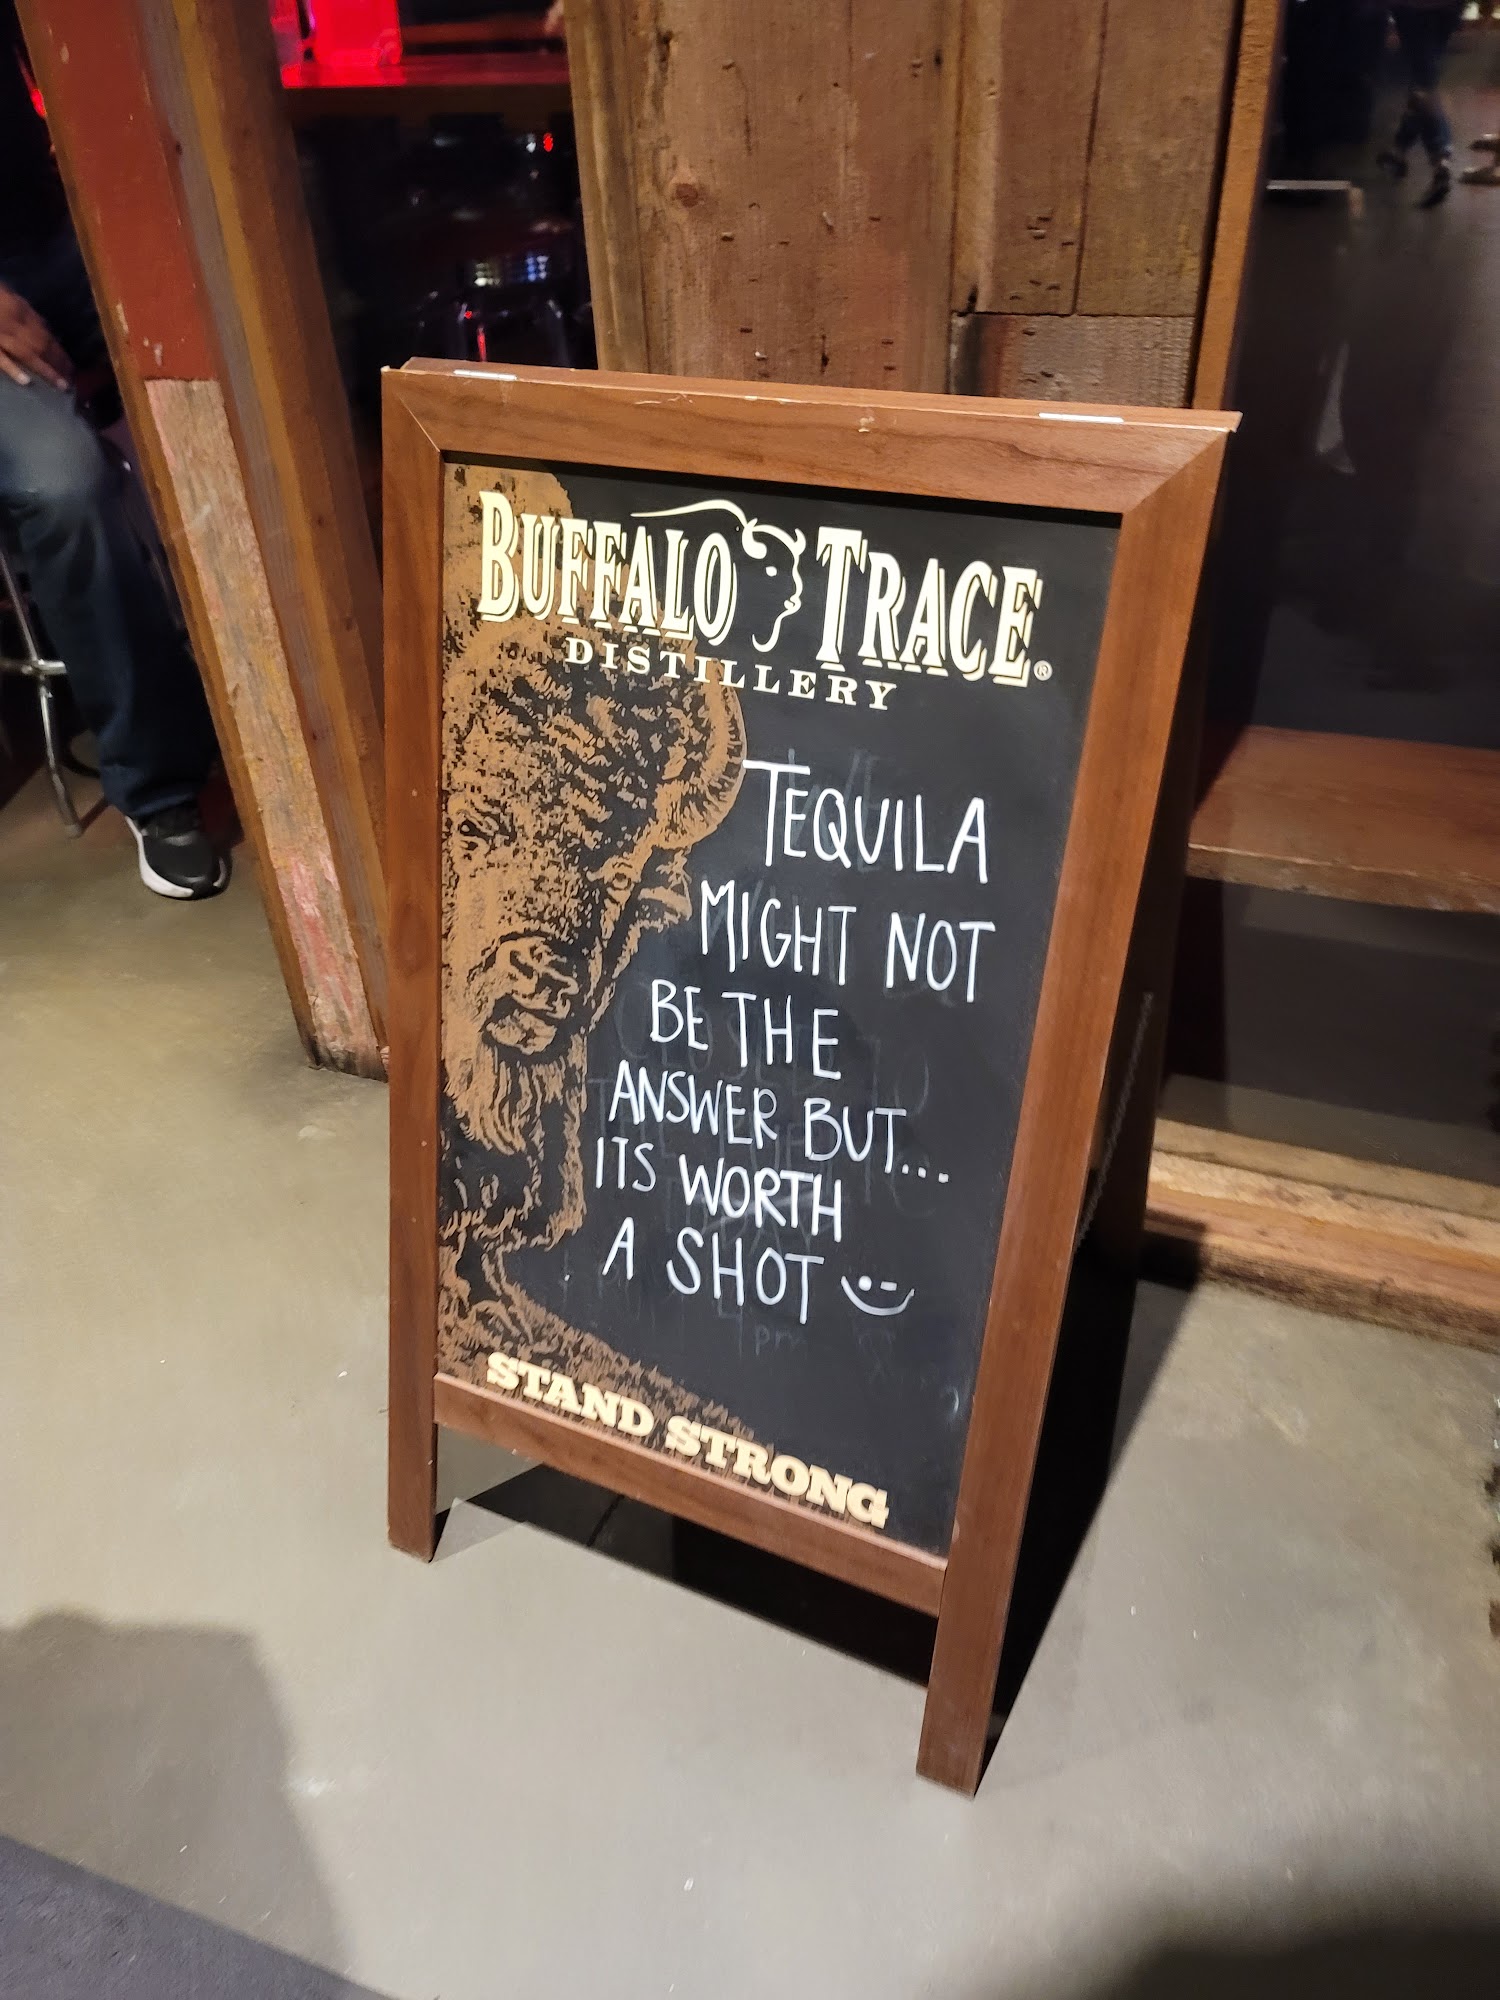 BUFFALO TRACE®
DISTILLERY
TEQUILA
MIGHT NOT
BE THE
ANSWER BUT...
ITS WORTH
A SHOT
STAND STRONG